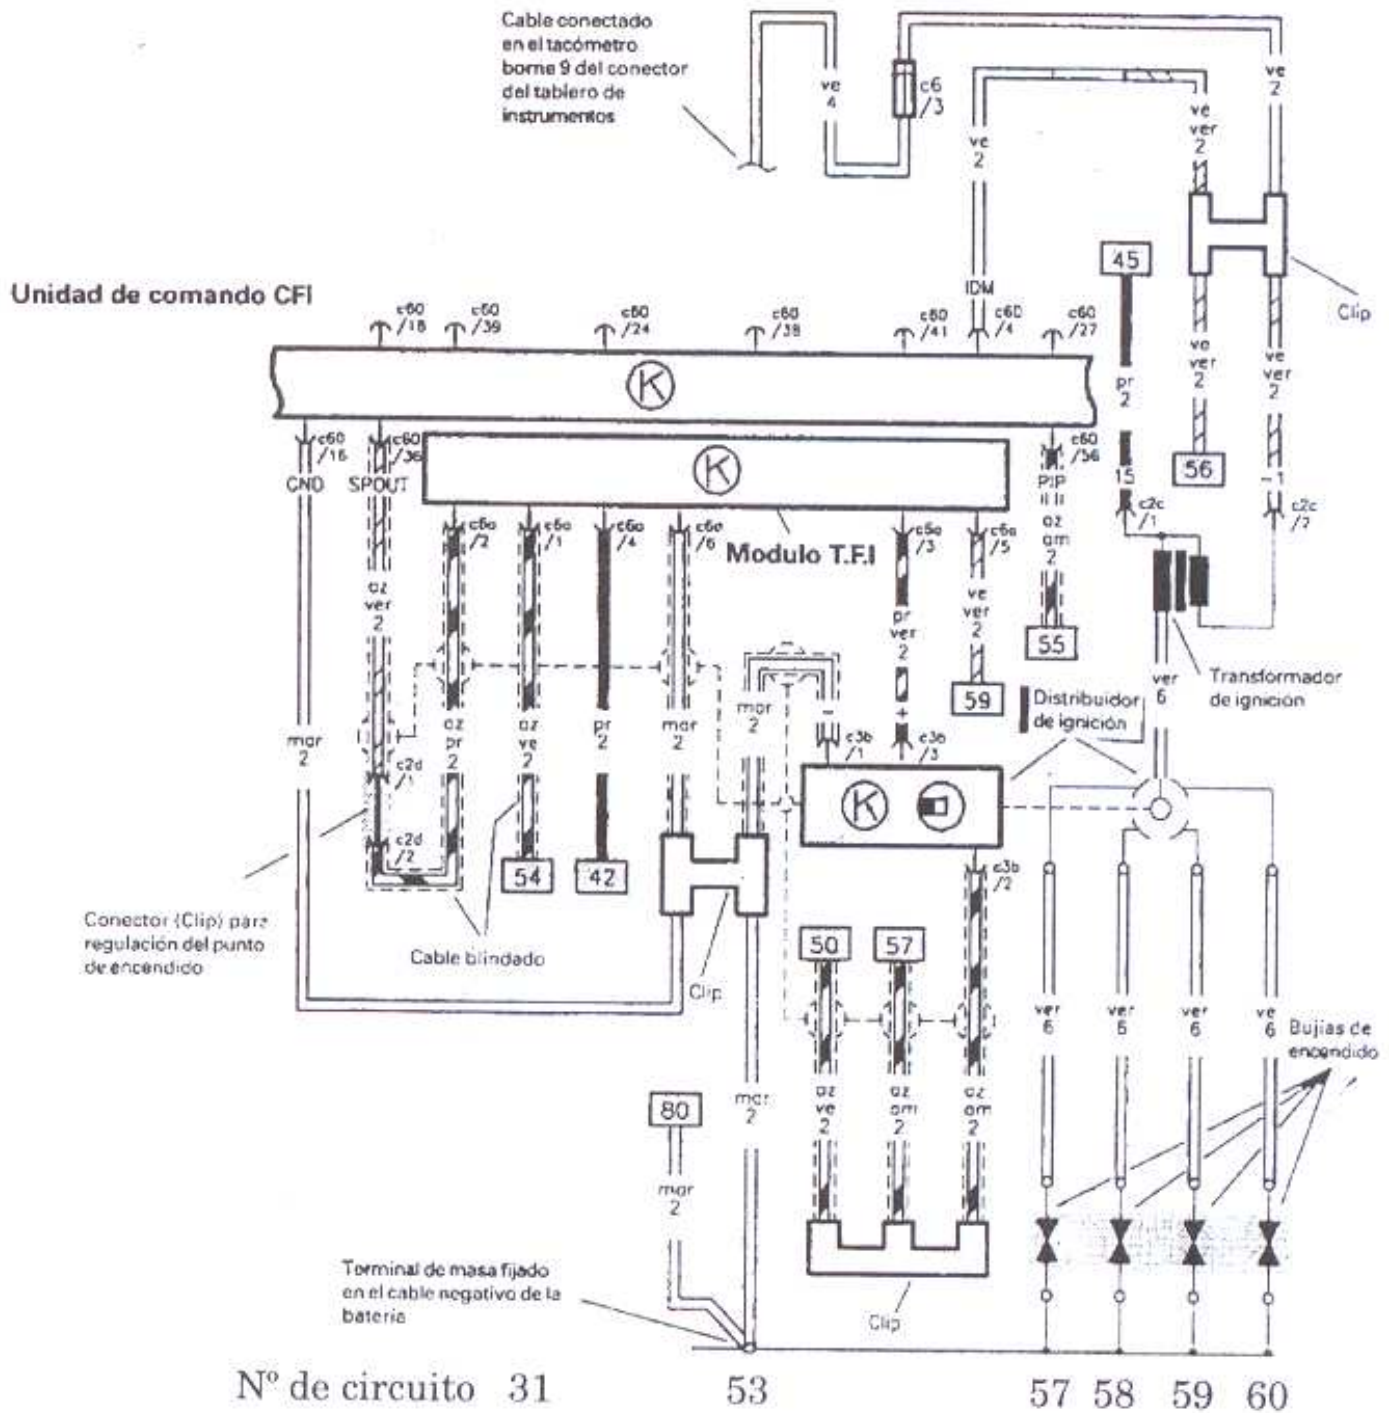 Cable conectado
en el tacómetro
borne 9 del conector
del tablero de
instrumentos
ve
4
c6
/3
ve
2
ve
ver
2
ve
2
45
Clip
Unidad de comando CFI
IDM
c60
/18
c60
/39
c60
/24
c60
/38
c60
/41
c60
/4
c60
/27
K
pr
2
ve
ver
2
ve
ver
2
c60
/16
c60
/36
c60
/56
GND
SPOUT
K
PIP
56
15
-1
c2c
/1
c2c
/2
c6a
/2
c6a
/1
c6a
/4
c6a
/6
c6a
/3
c6a
/5
Modulo T.F.I
az
am
2
az
ver
2
pr
ver
2
ve
ver
2
55
59
Transformador
de ignición
ver
6
Distribuidor
de ignición
mar
2
az
pr
2
az
ve
2
pr
2
mar
2
mar
2
-
+
c3b
/1
c3b
/3
c2d
/1
c2d
/2
K
54
42
c3b
/2
Conector (Clip) para
regulación del punto
de encendido
Cable blindado
Clip
50
57
ver
6
ver
6
ver
6
ve
6
Bujías de
encendido
80
mar
2
mar
2
az
ve
2
az
am
2
az
am
2
Terminal de masa fijado
en el cable negativo de la
bateria
Clip
Nº de circuito 31 53 57 58 59 60